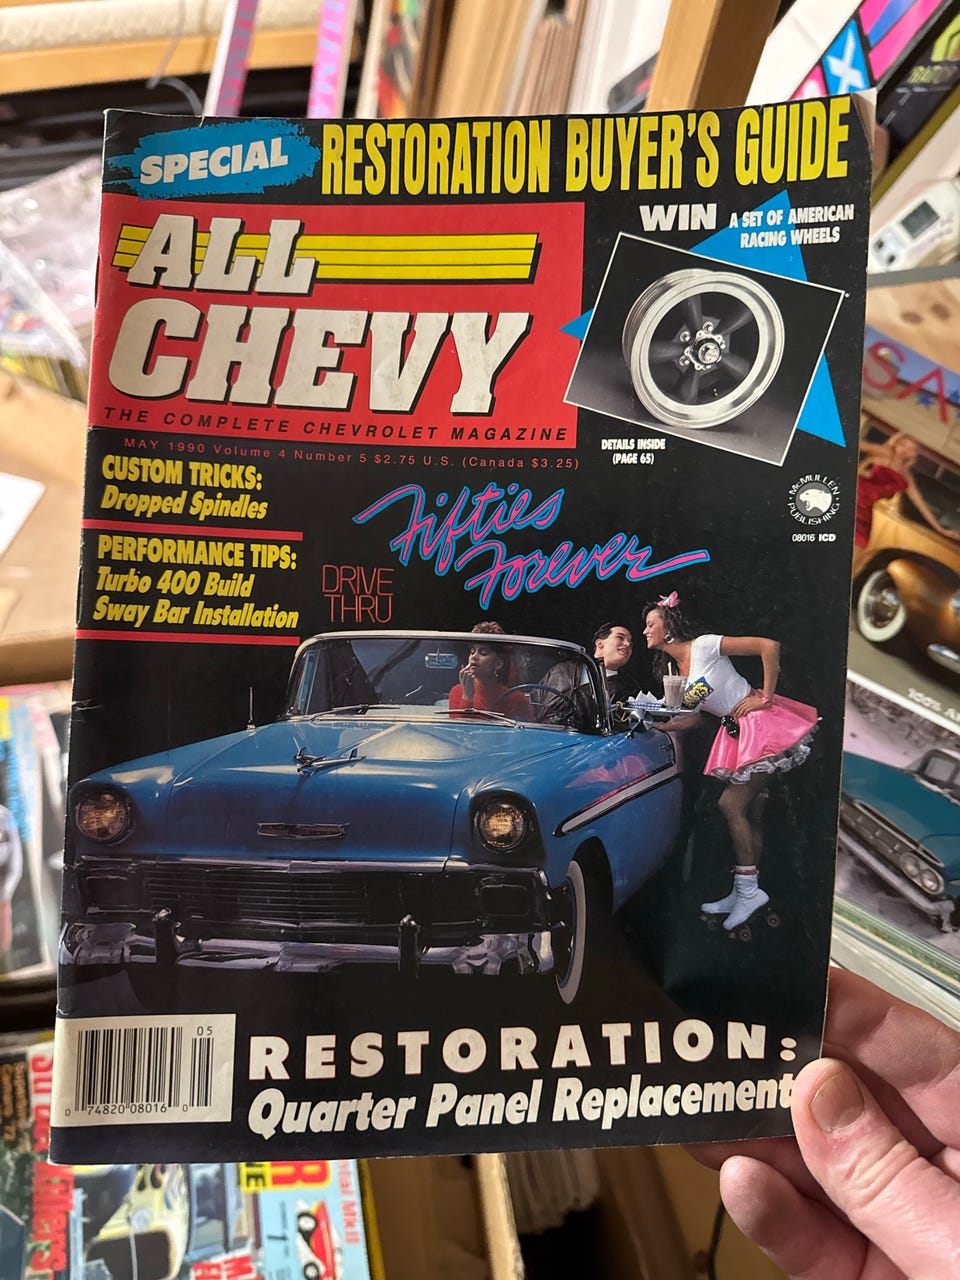 SPECIAL
RESTORATION BUYER'S GUIDE
WIN A SET OF AMERICAN
RACING WHEELS
ALL
CHEVY
THE COMPLETE CHEVROLET MAGAZINE
MAY 1990 Volume 4 Number 5 $2.75 U.S. (Canada $3.25)
DETAILS INSIDE
(PAGE 65)
CUSTOM TRICKS:
Dropped Spindles
PERFORMANCE TIPS:
Turbo 400 Build
Sway Bar Installation
Fifties
Forever
McMULLEN
PUBLISHING
08016 ICD
DRIVE
THRU
RESTORATION:
Quarter Panel Replacement
05
0 74820 08016 0
SA